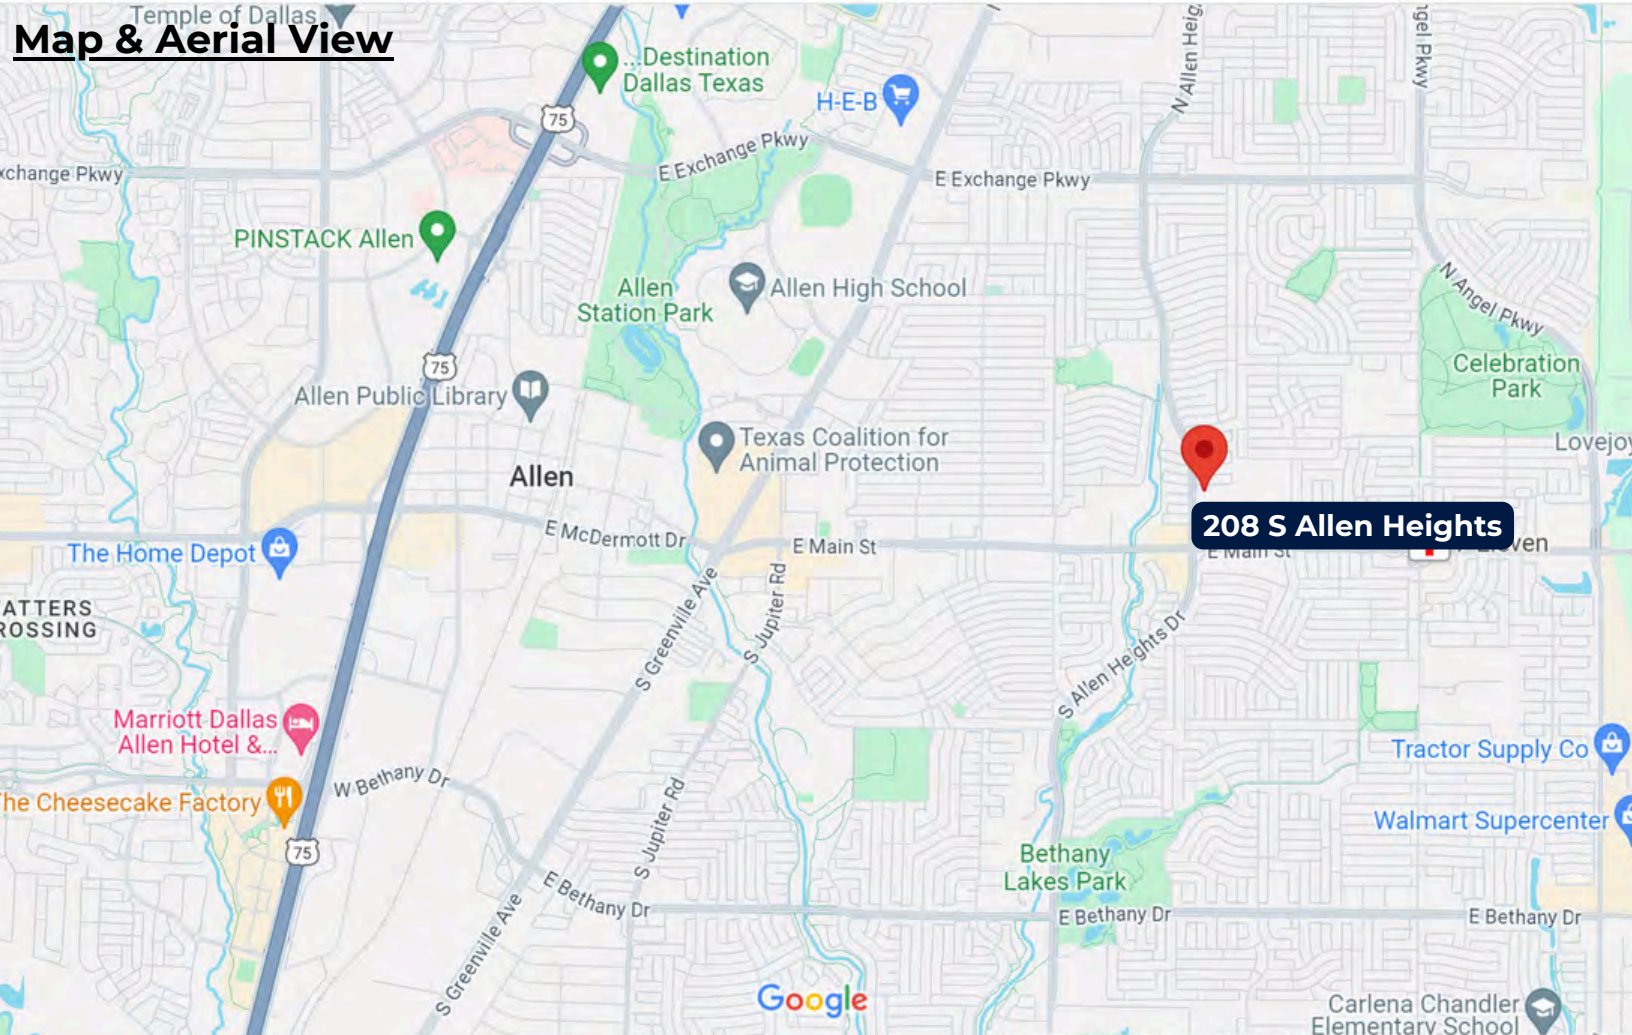 Temple of Dallas
Map & Aerial View
...Destination
Dallas Texas
H-E-B
N Allen Heig
ngel Pkwy
75
E Exchange Pkwy
xchange Pkwy
E Exchange Pkwy
PINSTACK Allen
Allen
Station Park
Allen High School
N Angel Pkwy
75
Celebration
Park
Allen Public Library
Texas Coalition for
Animal Protection
Lovejoy
Allen
208 S Allen Heights
E McDermott Dr
E Main St
E Main St
The Home Depot
ATTERS
ROSSING
S Greenville Ave
S Jupiter Rd
S Allen Heights Dr
Marriott Dallas
Allen Hotel &...
Tractor Supply Co
W Bethany Dr
The Cheesecake Factory
S Jupiter Rd
Walmart Supercenter
75
Bethany
Lakes Park
E Bethany Dr
E Bethany Dr
E Bethany Dr
S Greenville Ave
Google
Carlena Chandler
Elementary School